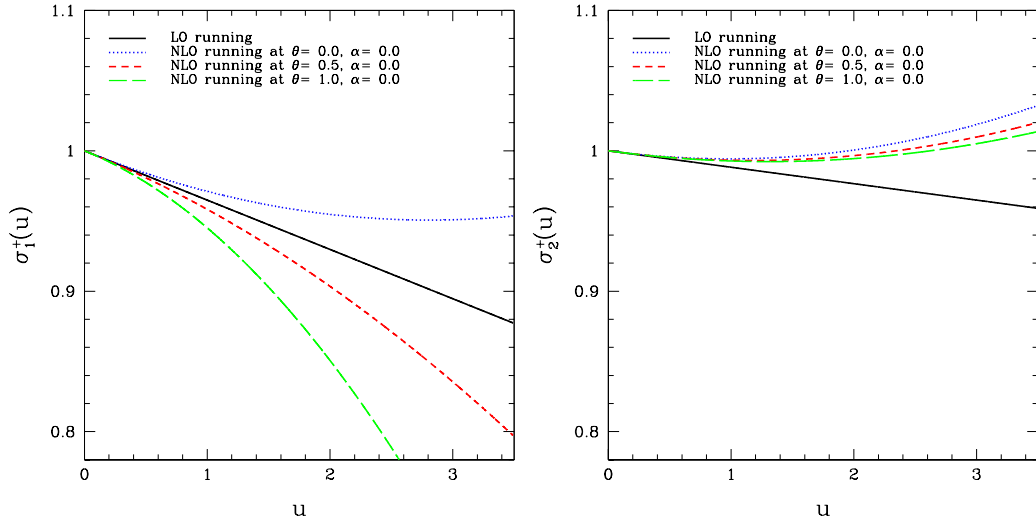 1.1
LO running
NLO running at θ= 0.0, α= 0.0
NLO running at θ= 0.5, α= 0.0
NLO running at θ= 1.0, α= 0.0
1
0.9
0.8
σ₁⁺(u)
0
1
2
3
u
1.1
LO running
NLO running at θ= 0.0, α= 0.0
NLO running at θ= 0.5, α= 0.0
NLO running at θ= 1.0, α= 0.0
1
0.9
0.8
σ₂⁺(u)
0
1
2
3
u